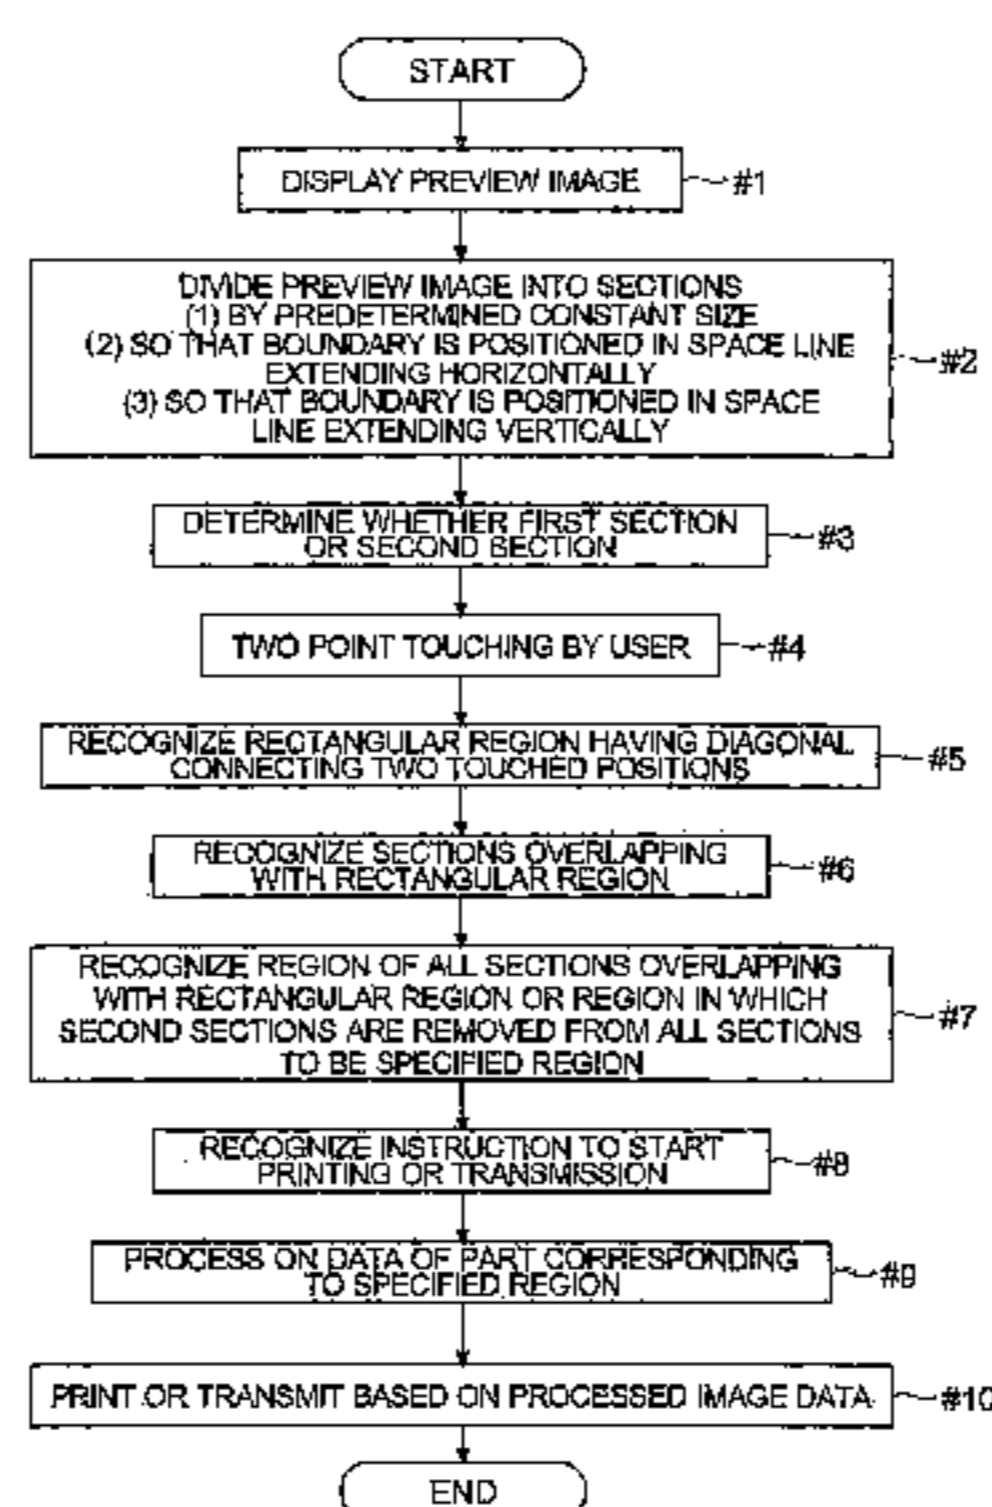 START
DISPLAY PREVIEW IMAGE
#1
DIVIDE PREVIEW IMAGE INTO SECTIONS
(1) BY PREDETERMINED CONSTANT SIZE
(2) SO THAT BOUNDARY IS POSITIONED IN SPACE LINE
EXTENDING HORIZONTALLY
(3) SO THAT BOUNDARY IS POSITIONED IN SPACE
LINE EXTENDING VERTICALLY
#2
DETERMINE WHETHER FIRST SECTION
OR SECOND SECTION
#3
TWO POINT TOUCHING BY USER
#4
RECOGNIZE RECTANGULAR REGION HAVING DIAGONAL
CONNECTING TWO TOUCHED POSITIONS
#5
RECOGNIZE SECTIONS OVERLAPPING
WITH RECTANGULAR REGION
#6
RECOGNIZE REGION OF ALL SECTIONS OVERLAPPING
WITH RECTANGULAR REGION OR REGION IN WHICH
SECOND SECTIONS ARE REMOVED FROM ALL SECTIONS
TO BE SPECIFIED REGION
#7
RECOGNIZE INSTRUCTION TO START
PRINTING OR TRANSMISSION
#8
PROCESS ON DATA OF PART CORRESPONDING
TO SPECIFIED REGION
#9
PRINT OR TRANSMIT BASED ON PROCESSED IMAGE DATA
#10
END